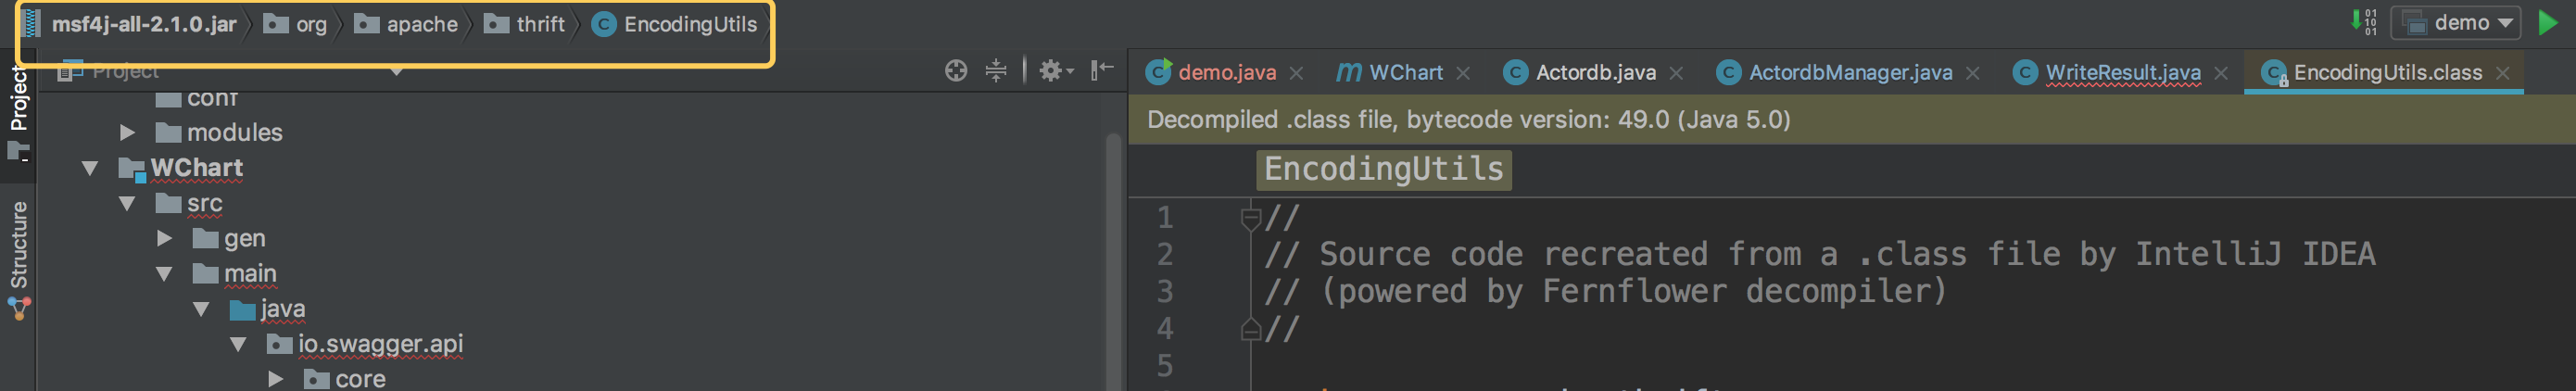 msf4j-all-2.1.0.jar org apache thrift EncodingUtils
demo
Project
Project
Structure
conf
modules
WChart
src
gen
main
java
io.swagger.api
core
demo.java WChart Actordb.java ActordbManager.java WriteResult.java EncodingUtils.class
Decompiled .class file, bytecode version: 49.0 (Java 5.0)
EncodingUtils
1 //
2 // Source code recreated from a .class file by IntelliJ IDEA
3 // (powered by Fernflower decompiler)
4 //
5